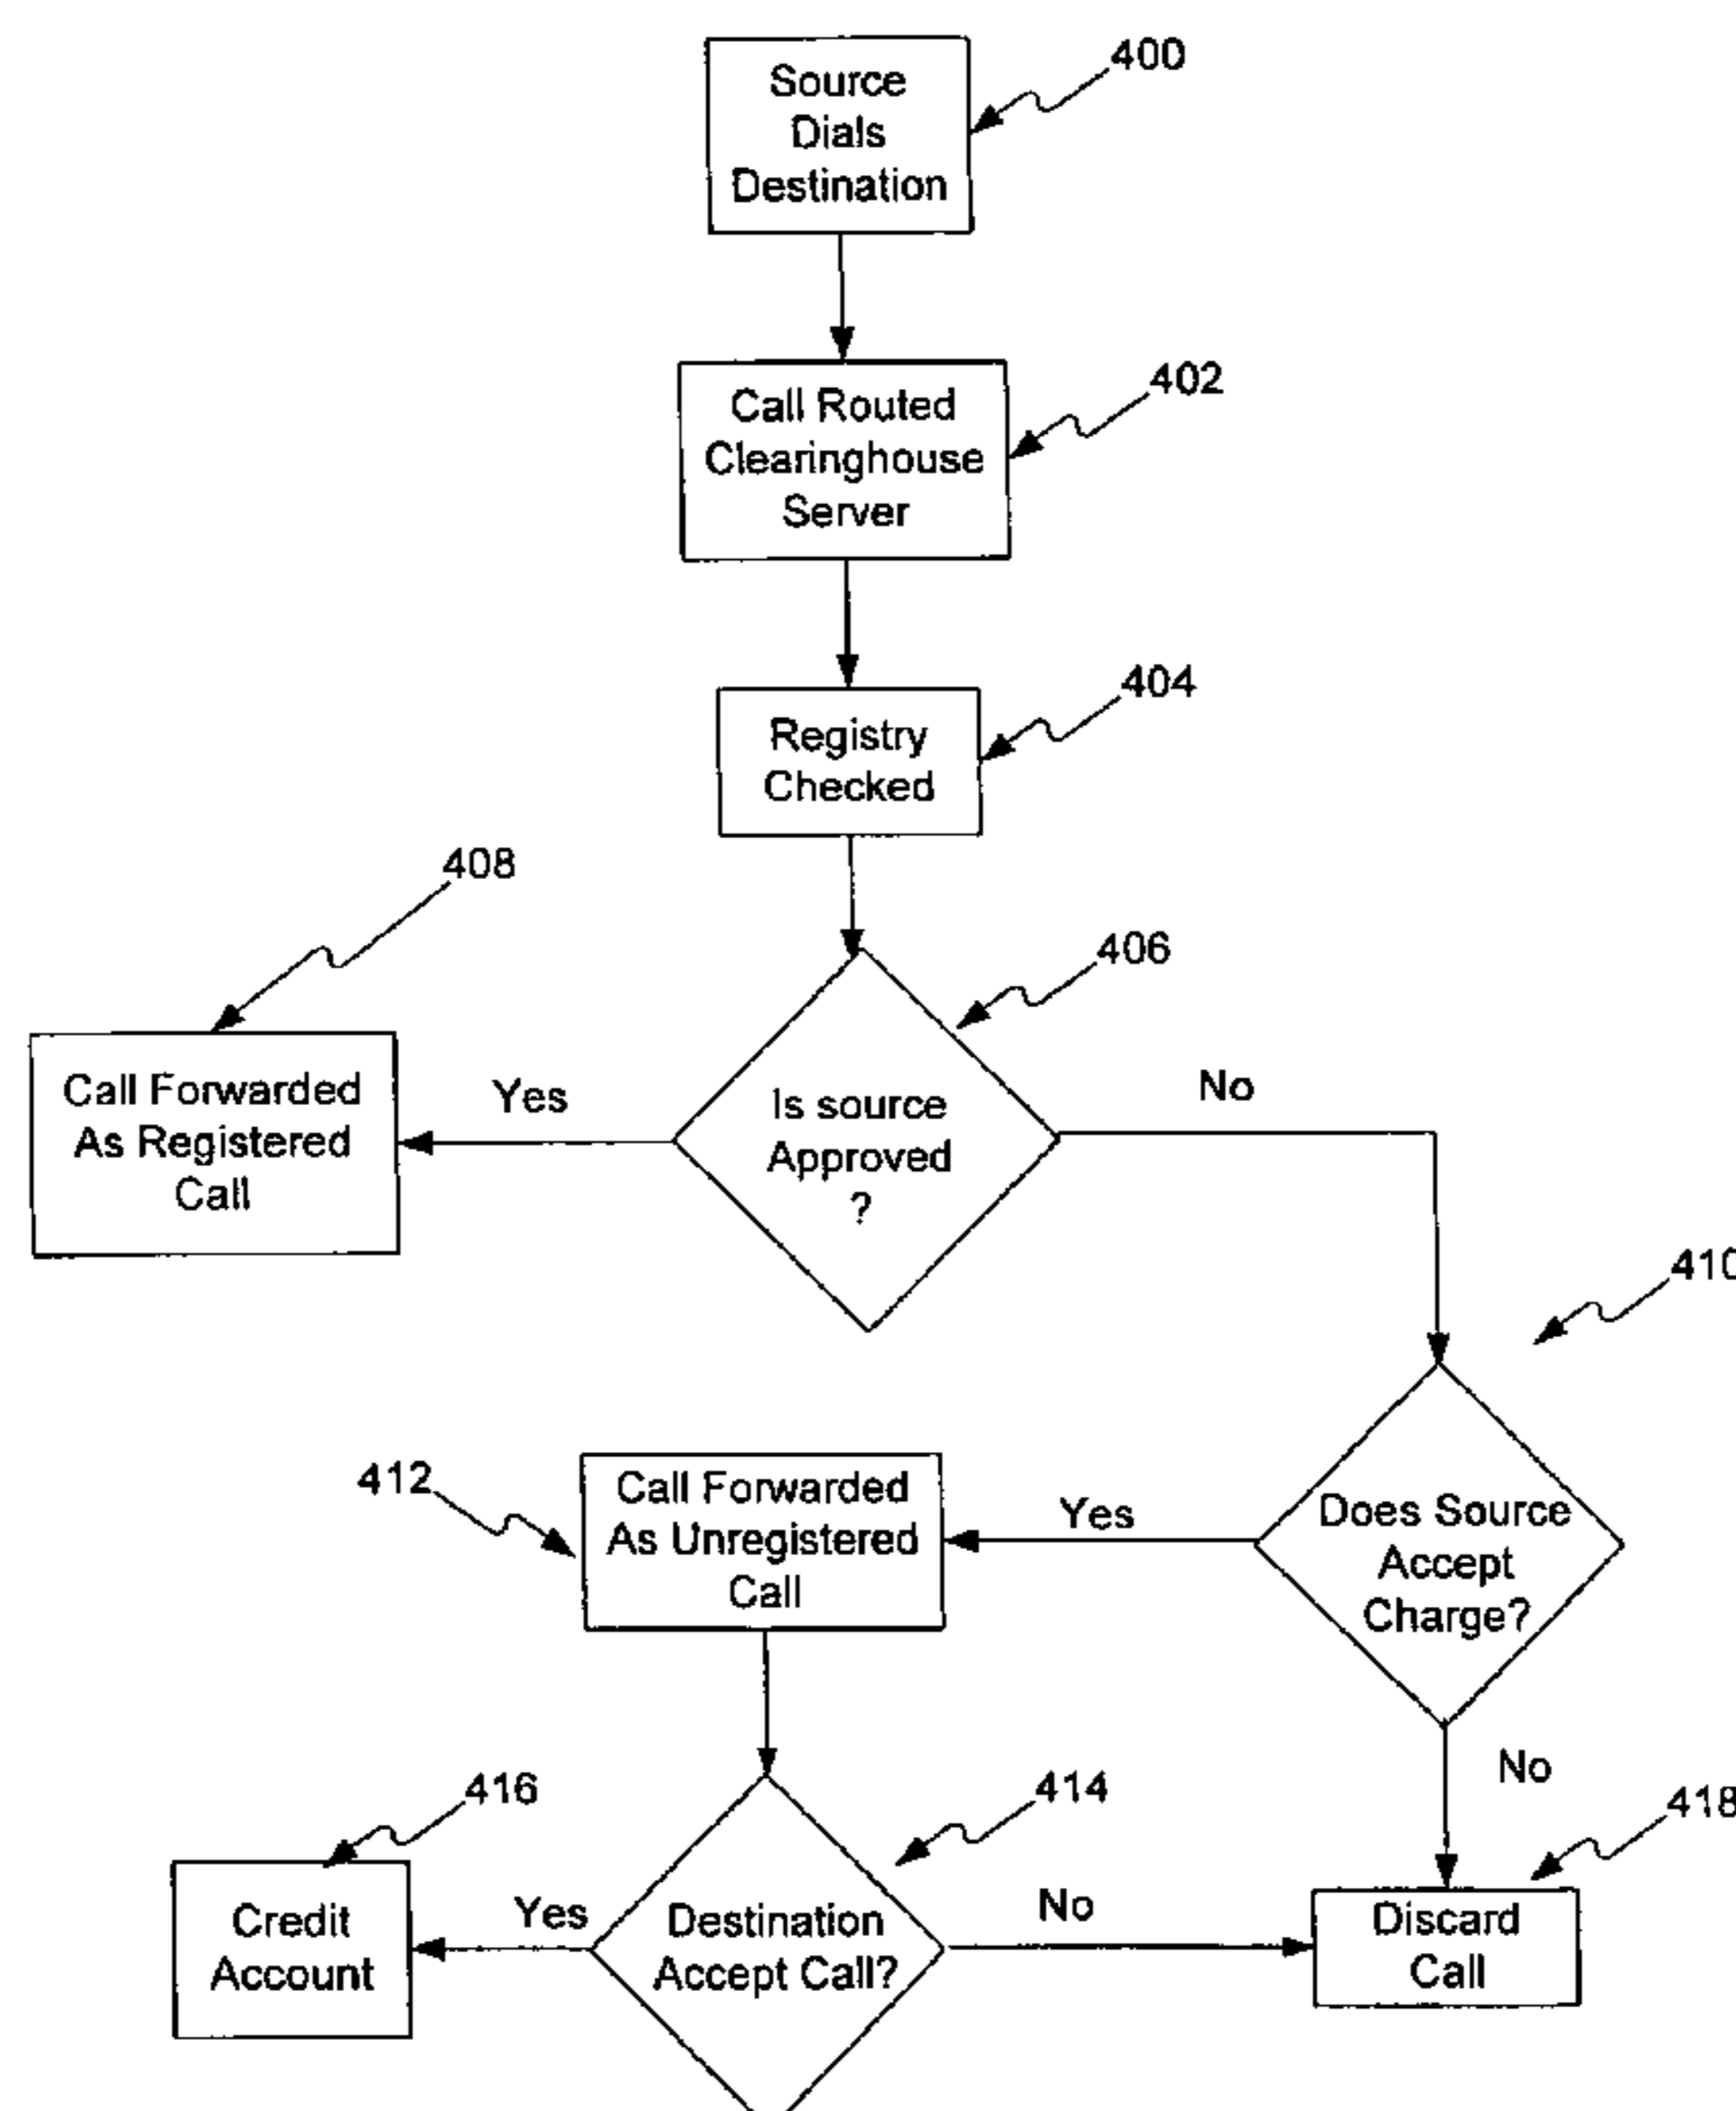 400
Source
Dials
Destination
402
Call Routed
Clearinghouse
Server
404
Registry
Checked
408
406
Call Forwarded
As Registered
Call
Yes
Is source
Approved
?
No
410
412
Call Forwarded
As Unregistered
Call
Yes
Does Source
Accept
Charge?
No
416
414
418
Credit
Account
Yes
Destination
Accept Call?
No
Discard
Call